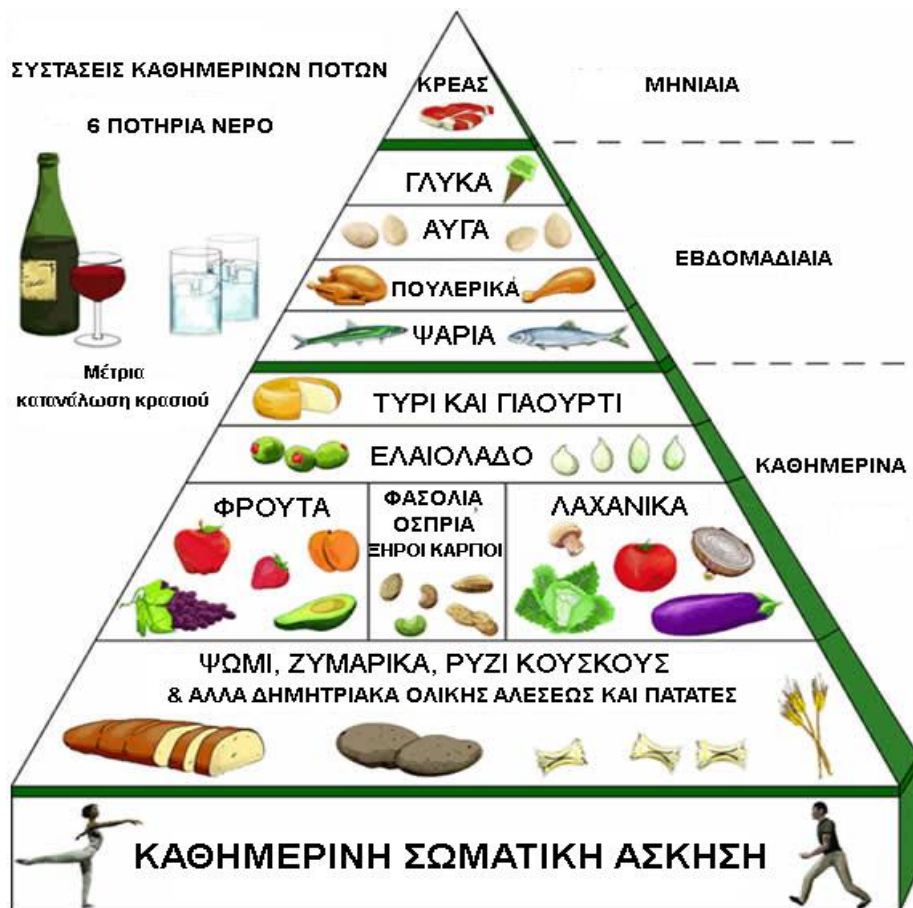 ΣΥΣΤΑΣΕΙΣ ΚΑΘΗΜΕΡΙΝΩΝ ΠΟΤΩΝ
6 ΠΟΤΗΡΙΑ ΝΕΡΟ
Μέτρια
κατανάλωση κρασιού
ΚΡΕΑΣ
ΜΗΝΙΑΙΑ
ΓΛΥΚΑ
ΑΥΓΑ
ΠΟΥΛΕΡΙΚΆ
ΨΑΡΙΑ
ΕΒΔΟΜΑΔΙΑΙΑ
ΤΥΡΙ ΚΑΙ ΓΙΑΟΥΡΤΙ
ΕΛΑΙΟΛΑΔΟ
ΦΡΟΥΤΑ
ΦΑΣΟΛΙΑ
ΟΣΠΡΙΑ
ΞΗΡΟΙ ΚΑΡΠΟΙ
ΛΑΧΑΝΙΚΑ
ΚΑΘΗΜΕΡΙΝΑ
ΨΩΜΙ, ΖΥΜΑΡΙΚΑ, ΡΥΖΙ ΚΟΥΣΚΟΥΣ
& ΑΛΛΑ ΔΗΜΗΤΡΙΑΚΑ ΟΛΙΚΗΣ ΑΛΕΣΕΩΣ ΚΑΙ ΠΑΤΑΤΕΣ
ΚΑΘΗΜΕΡΙΝΗ ΣΩΜΑΤΙΚΗ ΑΣΚΗΣΗ